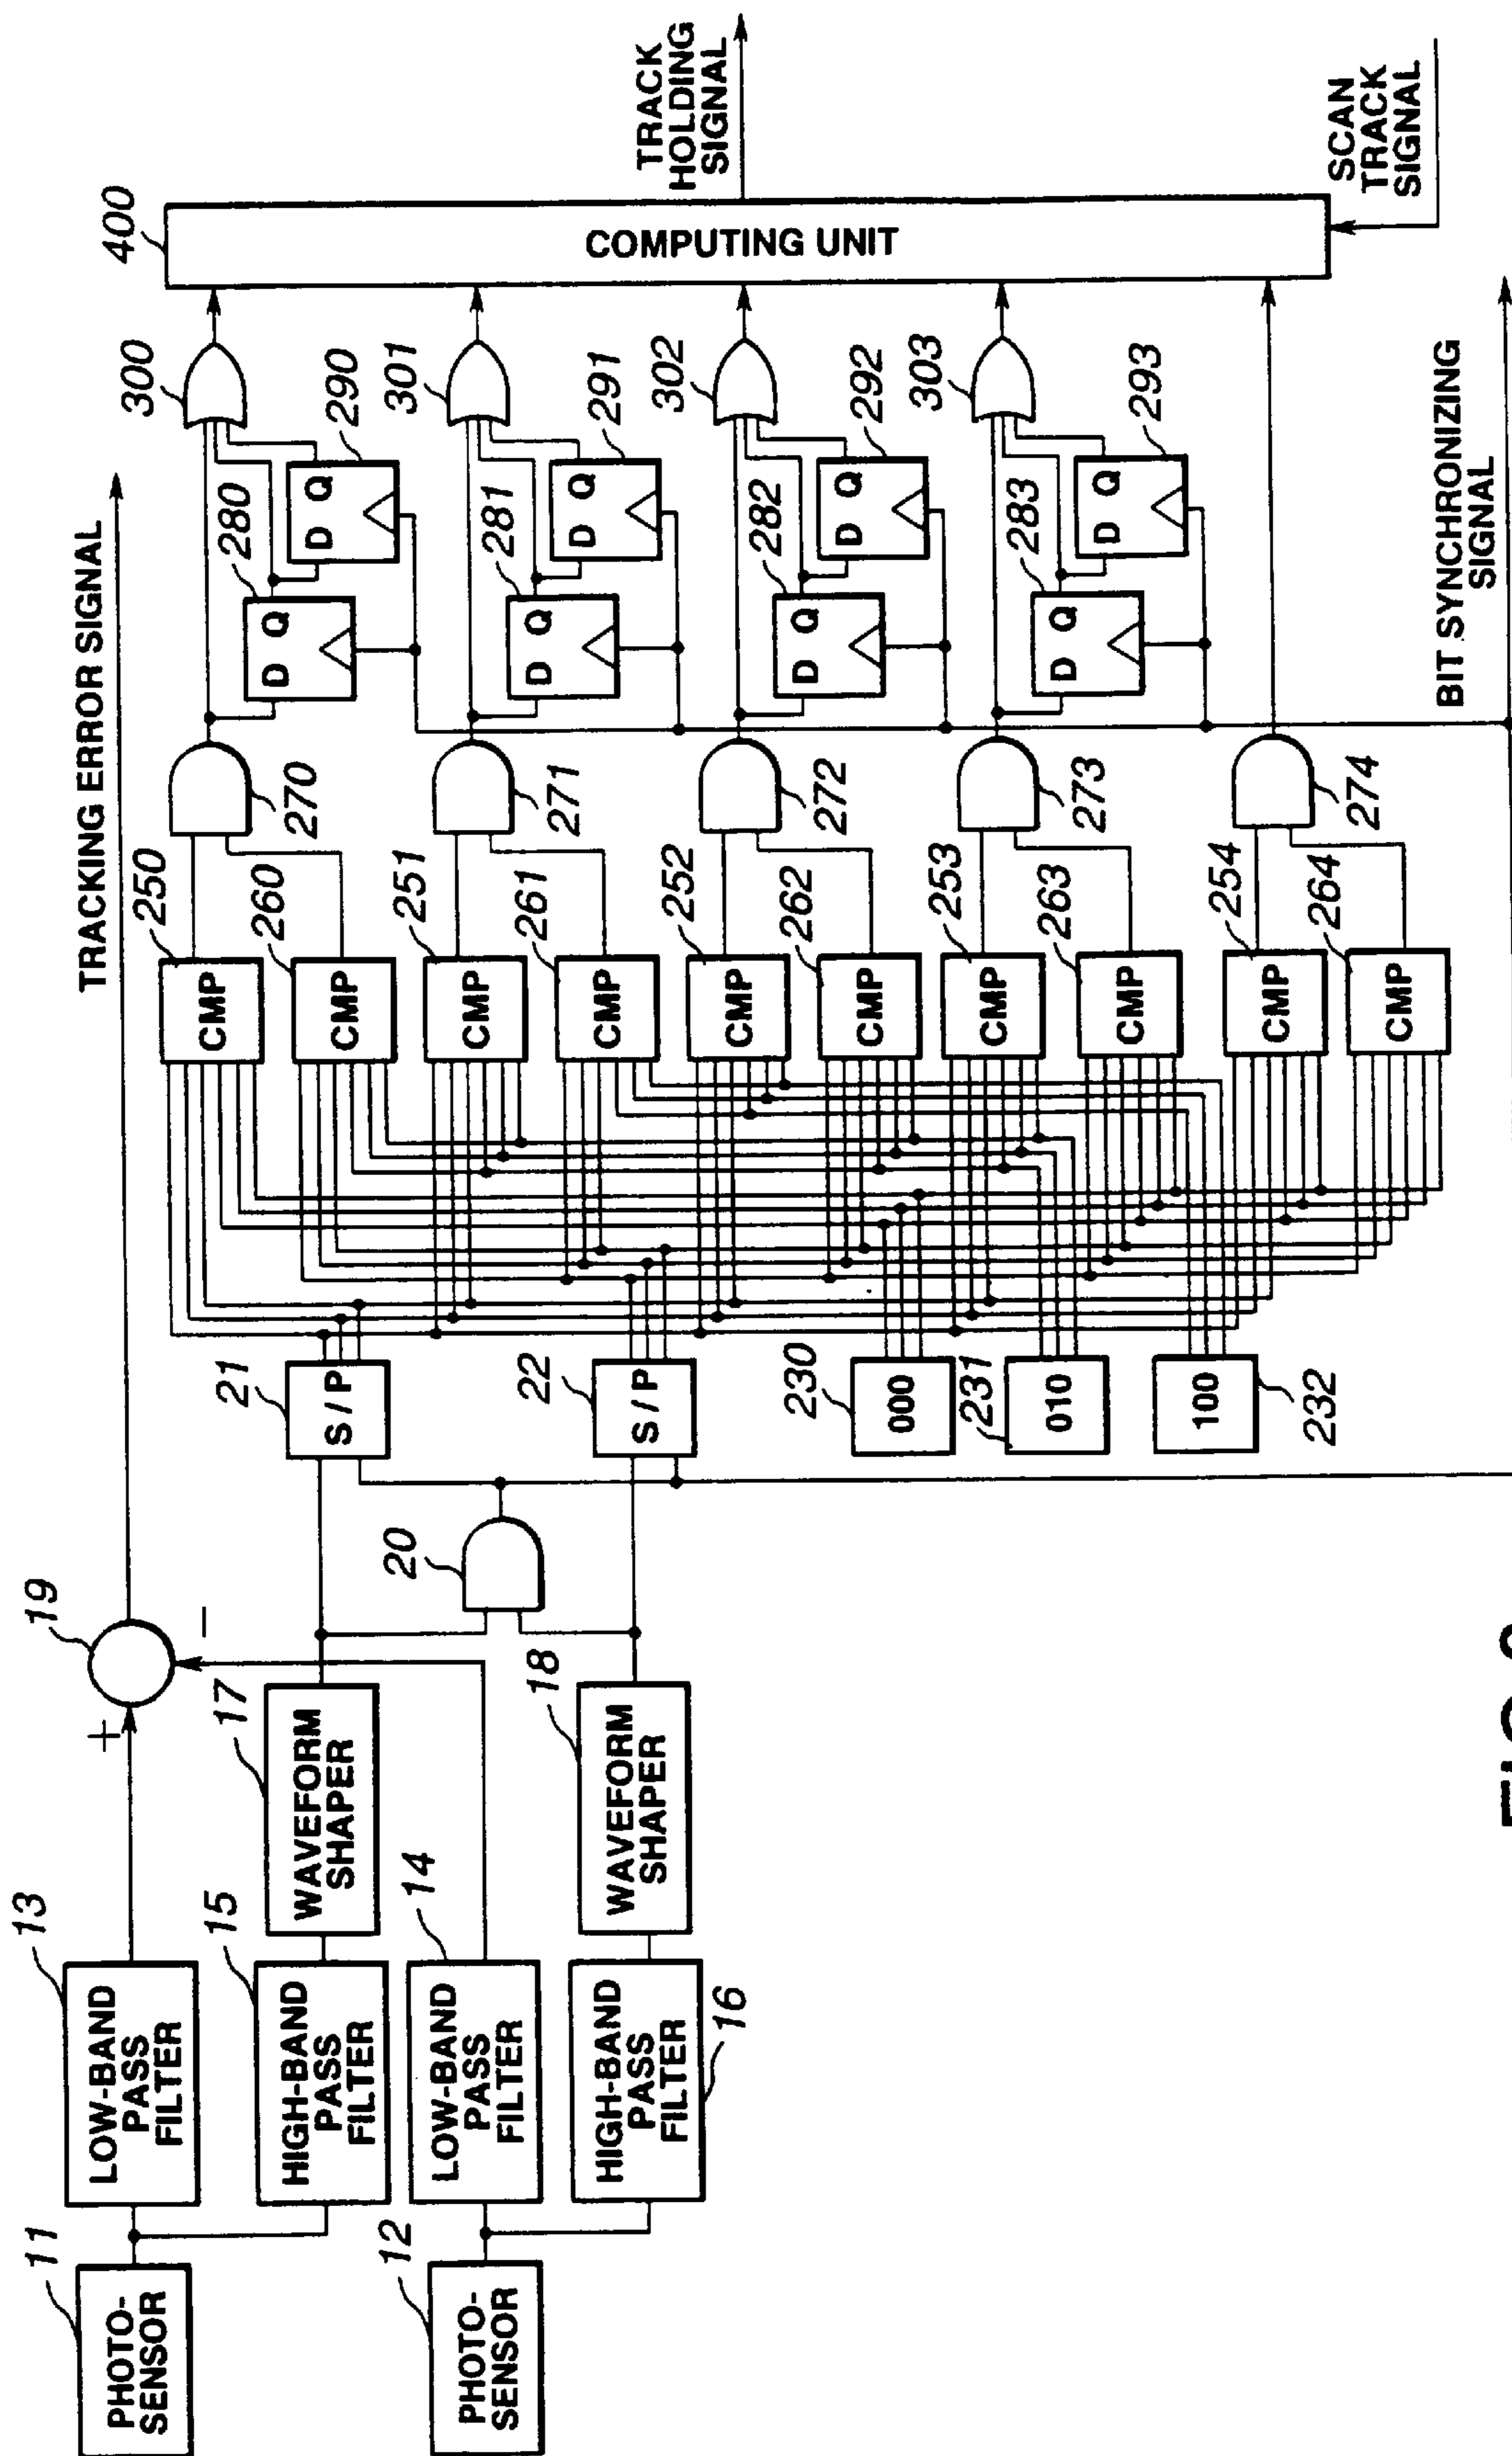 11
PHOTO-
SENSOR
12
PHOTO-
SENSOR
13
LOW-BAND
PASS
FILTER
15
HIGH-BAND
PASS
FILTER
14
LOW-BAND
PASS
FILTER
16
HIGH-BAND
PASS
FILTER
17
WAVEFORM
SHAPER
18
WAVEFORM
SHAPER
19
+
−
20
21
S / P
22
S / P
230
000
231
010
232
100
TRACKING ERROR SIGNAL
250
CMP
260
CMP
251
CMP
261
CMP
252
CMP
262
CMP
253
CMP
263
CMP
254
CMP
264
CMP
270
271
272
273
274
280
D Q
290
D Q
281
D Q
291
D Q
282
D Q
292
D Q
283
D Q
293
D Q
300
301
302
303
400
COMPUTING UNIT
TRACK
HOLDING
SIGNAL
SCAN
TRACK
SIGNAL
BIT SYNCHRONIZING
SIGNAL